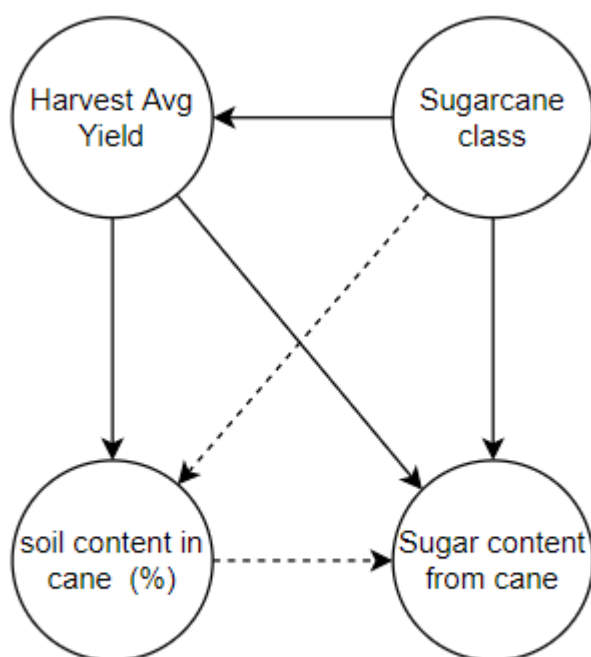 Harvest Avg
Yield
Sugarcane
class
soil content in
cane (%)
Sugar content
from cane